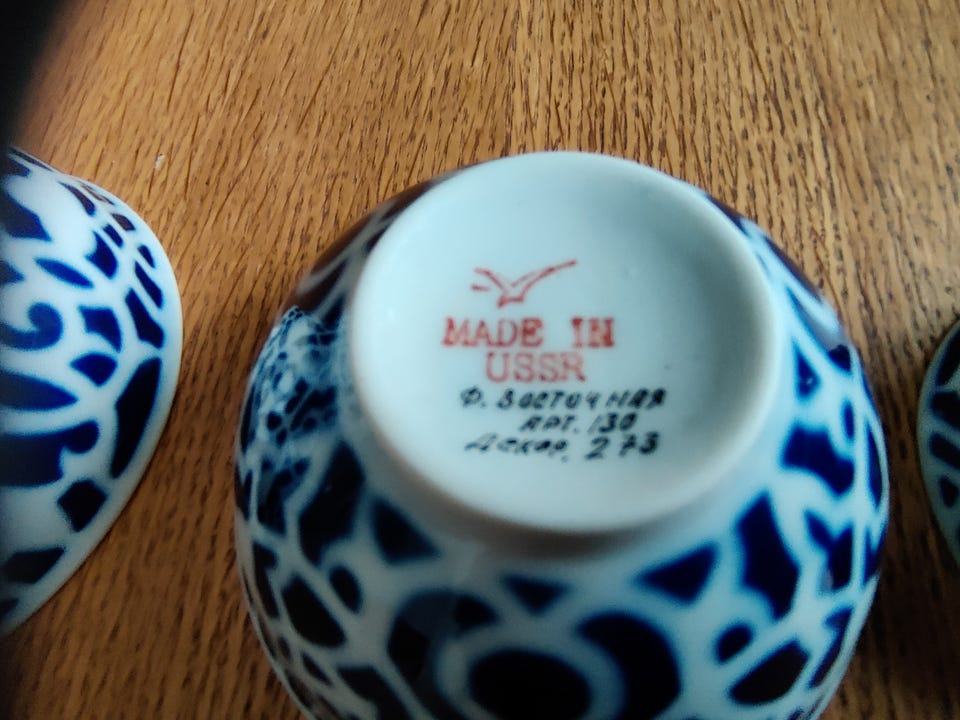 MADE IN
USSR
Ф. ВОСТОЧНАЯ
АРТ. 130
Декор. 273